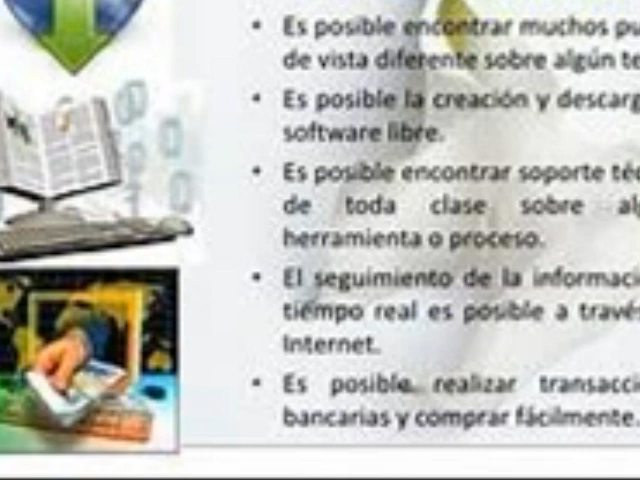 • Es posible encontrar muchos pu
de vista diferente sobre algún te
• Es posible la creación y descarg
software libre.
• Es posible encontrar soporte téc
de toda clase sobre alg
herramienta o proceso.
• El seguimiento de la informaci
tiempo real es posible a través
Internet.
• Es posible realizar transacci
bancarias y comprar fácilmente.